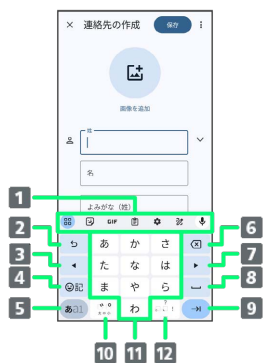 × 連絡先の作成 保存
画像を追加
姓
名
よみがな (姓)
1
GIF
2 あ か さ 6
3 た な は 7
4 記 ま や ら 8
5 あa1 わ 、。?! 9
10 11 12